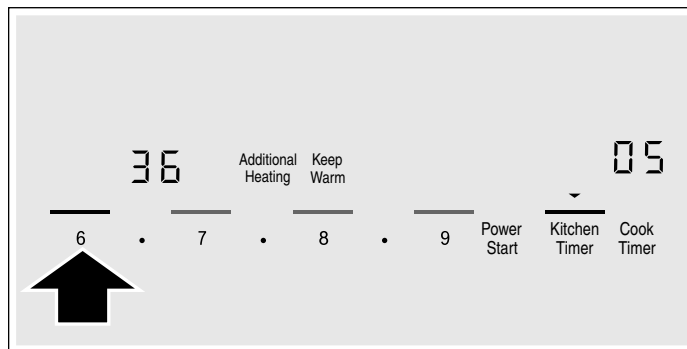 36
05
Additional
Heating
Keep
Warm
6 • 7 • 8 • 9
Power
Start
Kitchen
Timer
Cook
Timer